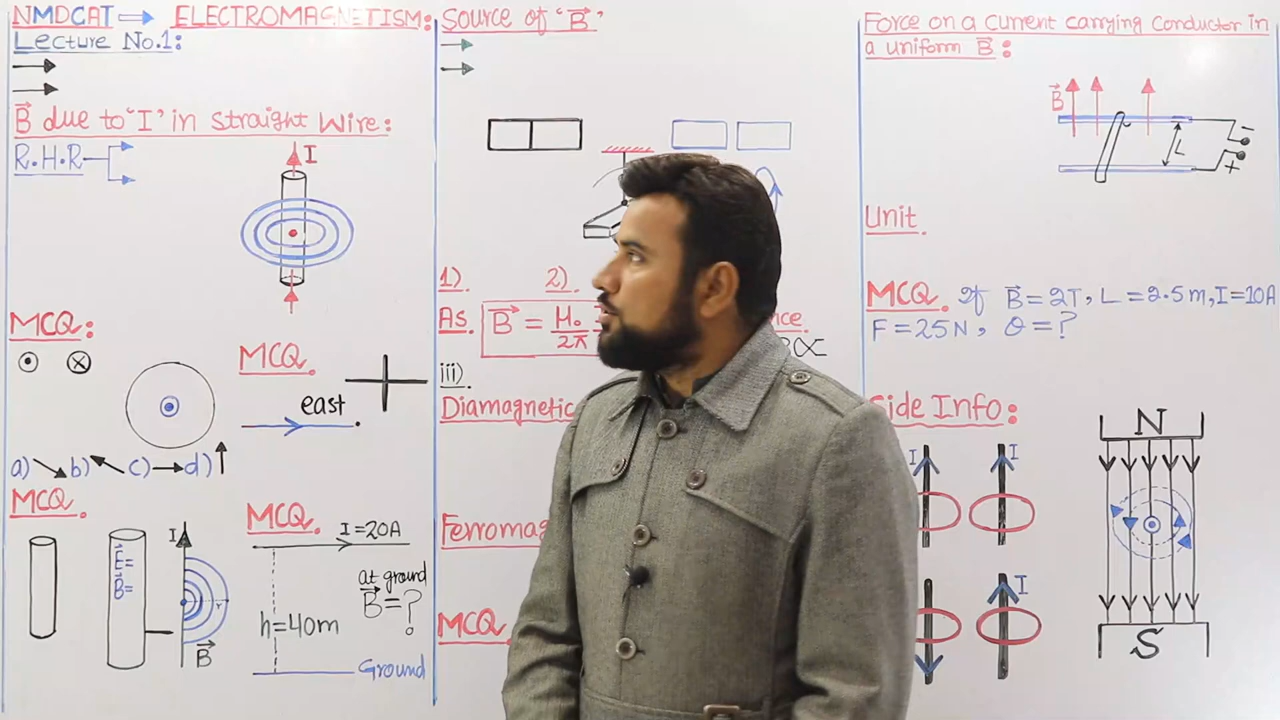 NMDCAT ⇒ ELECTROMAGNETISM:
Lecture No.1:
B⃗ due to "I" in straight Wire:
R.H.R
I
MCQ:
MCQ.
east
a) b) c) d)
MCQ.
I
E⃗=
B⃗=
r
B⃗
MCQ.
I=20A
at ground
B⃗=?
h=40m
Ground
Source of "B⃗"
1). 2).
As. B⃗ = μ₀
2π
ce.
∝
iii).
Diamagnetic
Ferromag
MCQ
Force on a current carrying conductor in
a uniform B⃗:
B⃗
L
-
+
Unit.
MCQ. If B⃗=2T, L=2.5m, I=10A
F=25N, θ=?
Side Info:
I I
I
N
S